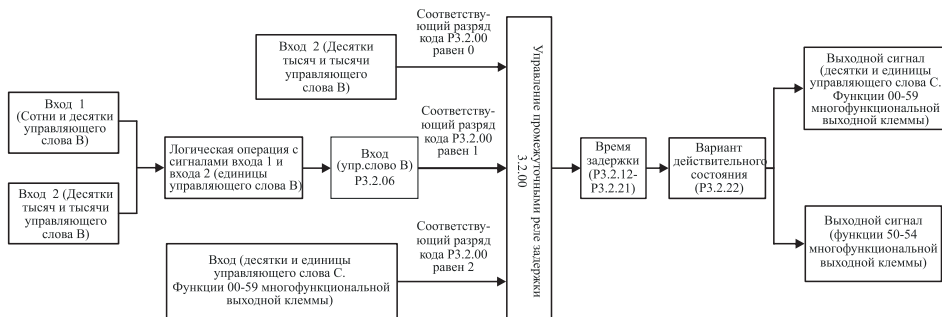 Вход 1
(Сотни и десятки
управляющего
слова В)
Вход 2 (Десятки
тысяч и тысячи
управляющего
слова В)
Вход 2 (Десятки
тысяч и тысячи
управляющего
слова В)
Логическая операция с
сигналами входа 1 и
входа 2 (единицы
управляющего слова В)
Вход
(упр.слово В)
Р3.2.06
Вход (десятки и единицы
управляющего слова С.
Функции 00-59 многофункциональной
выходной клеммы)
Соответству-
ющий разряд
кода Р3.2.00
равен 0
Соответству-
ющий разряд
кода Р3.2.00
равен 1
Соответству-
ющий разряд
кода Р3.2.00
равен 2
Управление промежуточными реле задержки
3.2.00
Время
задержки
(Р3.2.12-
Р3.2.21)
Вариант
действительного
состояния
(Р3.2.22)
Выходной сигнал
(десятки и единицы
управляющего слова С.
Функции 00-59
многофункциональной
выходной клеммы)
Выходной сигнал
(функции 50-54
многофункциональной
выходной клеммы)